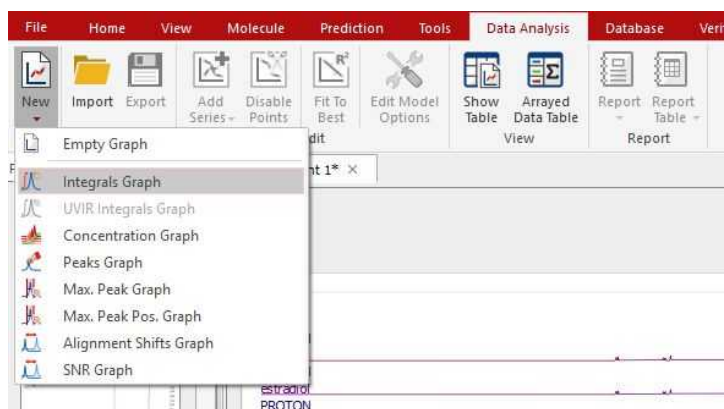 File Home View Molecule Prediction Tools Data Analysis Database
New Import Export Add Series Disable Points Fit To Best R² Edit Model Options Show Table Arrayed Data Table Report Report Table
View Report
Empty Graph
Integrals Graph
UVIR Integrals Graph
Concentration Graph
Peaks Graph
Max. Peak Graph
Max. Peak Pos. Graph
Alignment Shifts Graph
SNR Graph
estradiol
PROTON